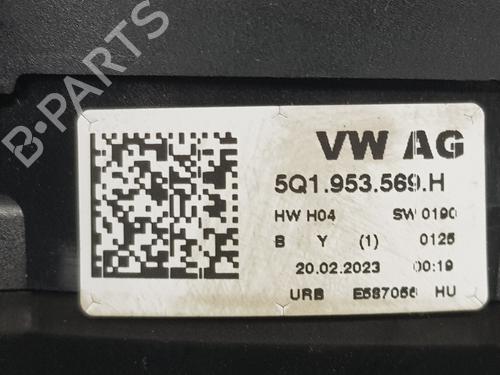 B-PARTS
VW AG
5Q1.953.569.H
HW H04 SW 0190
B Y (1) 0125
20.02.2023 00:19
URB E587056 HU